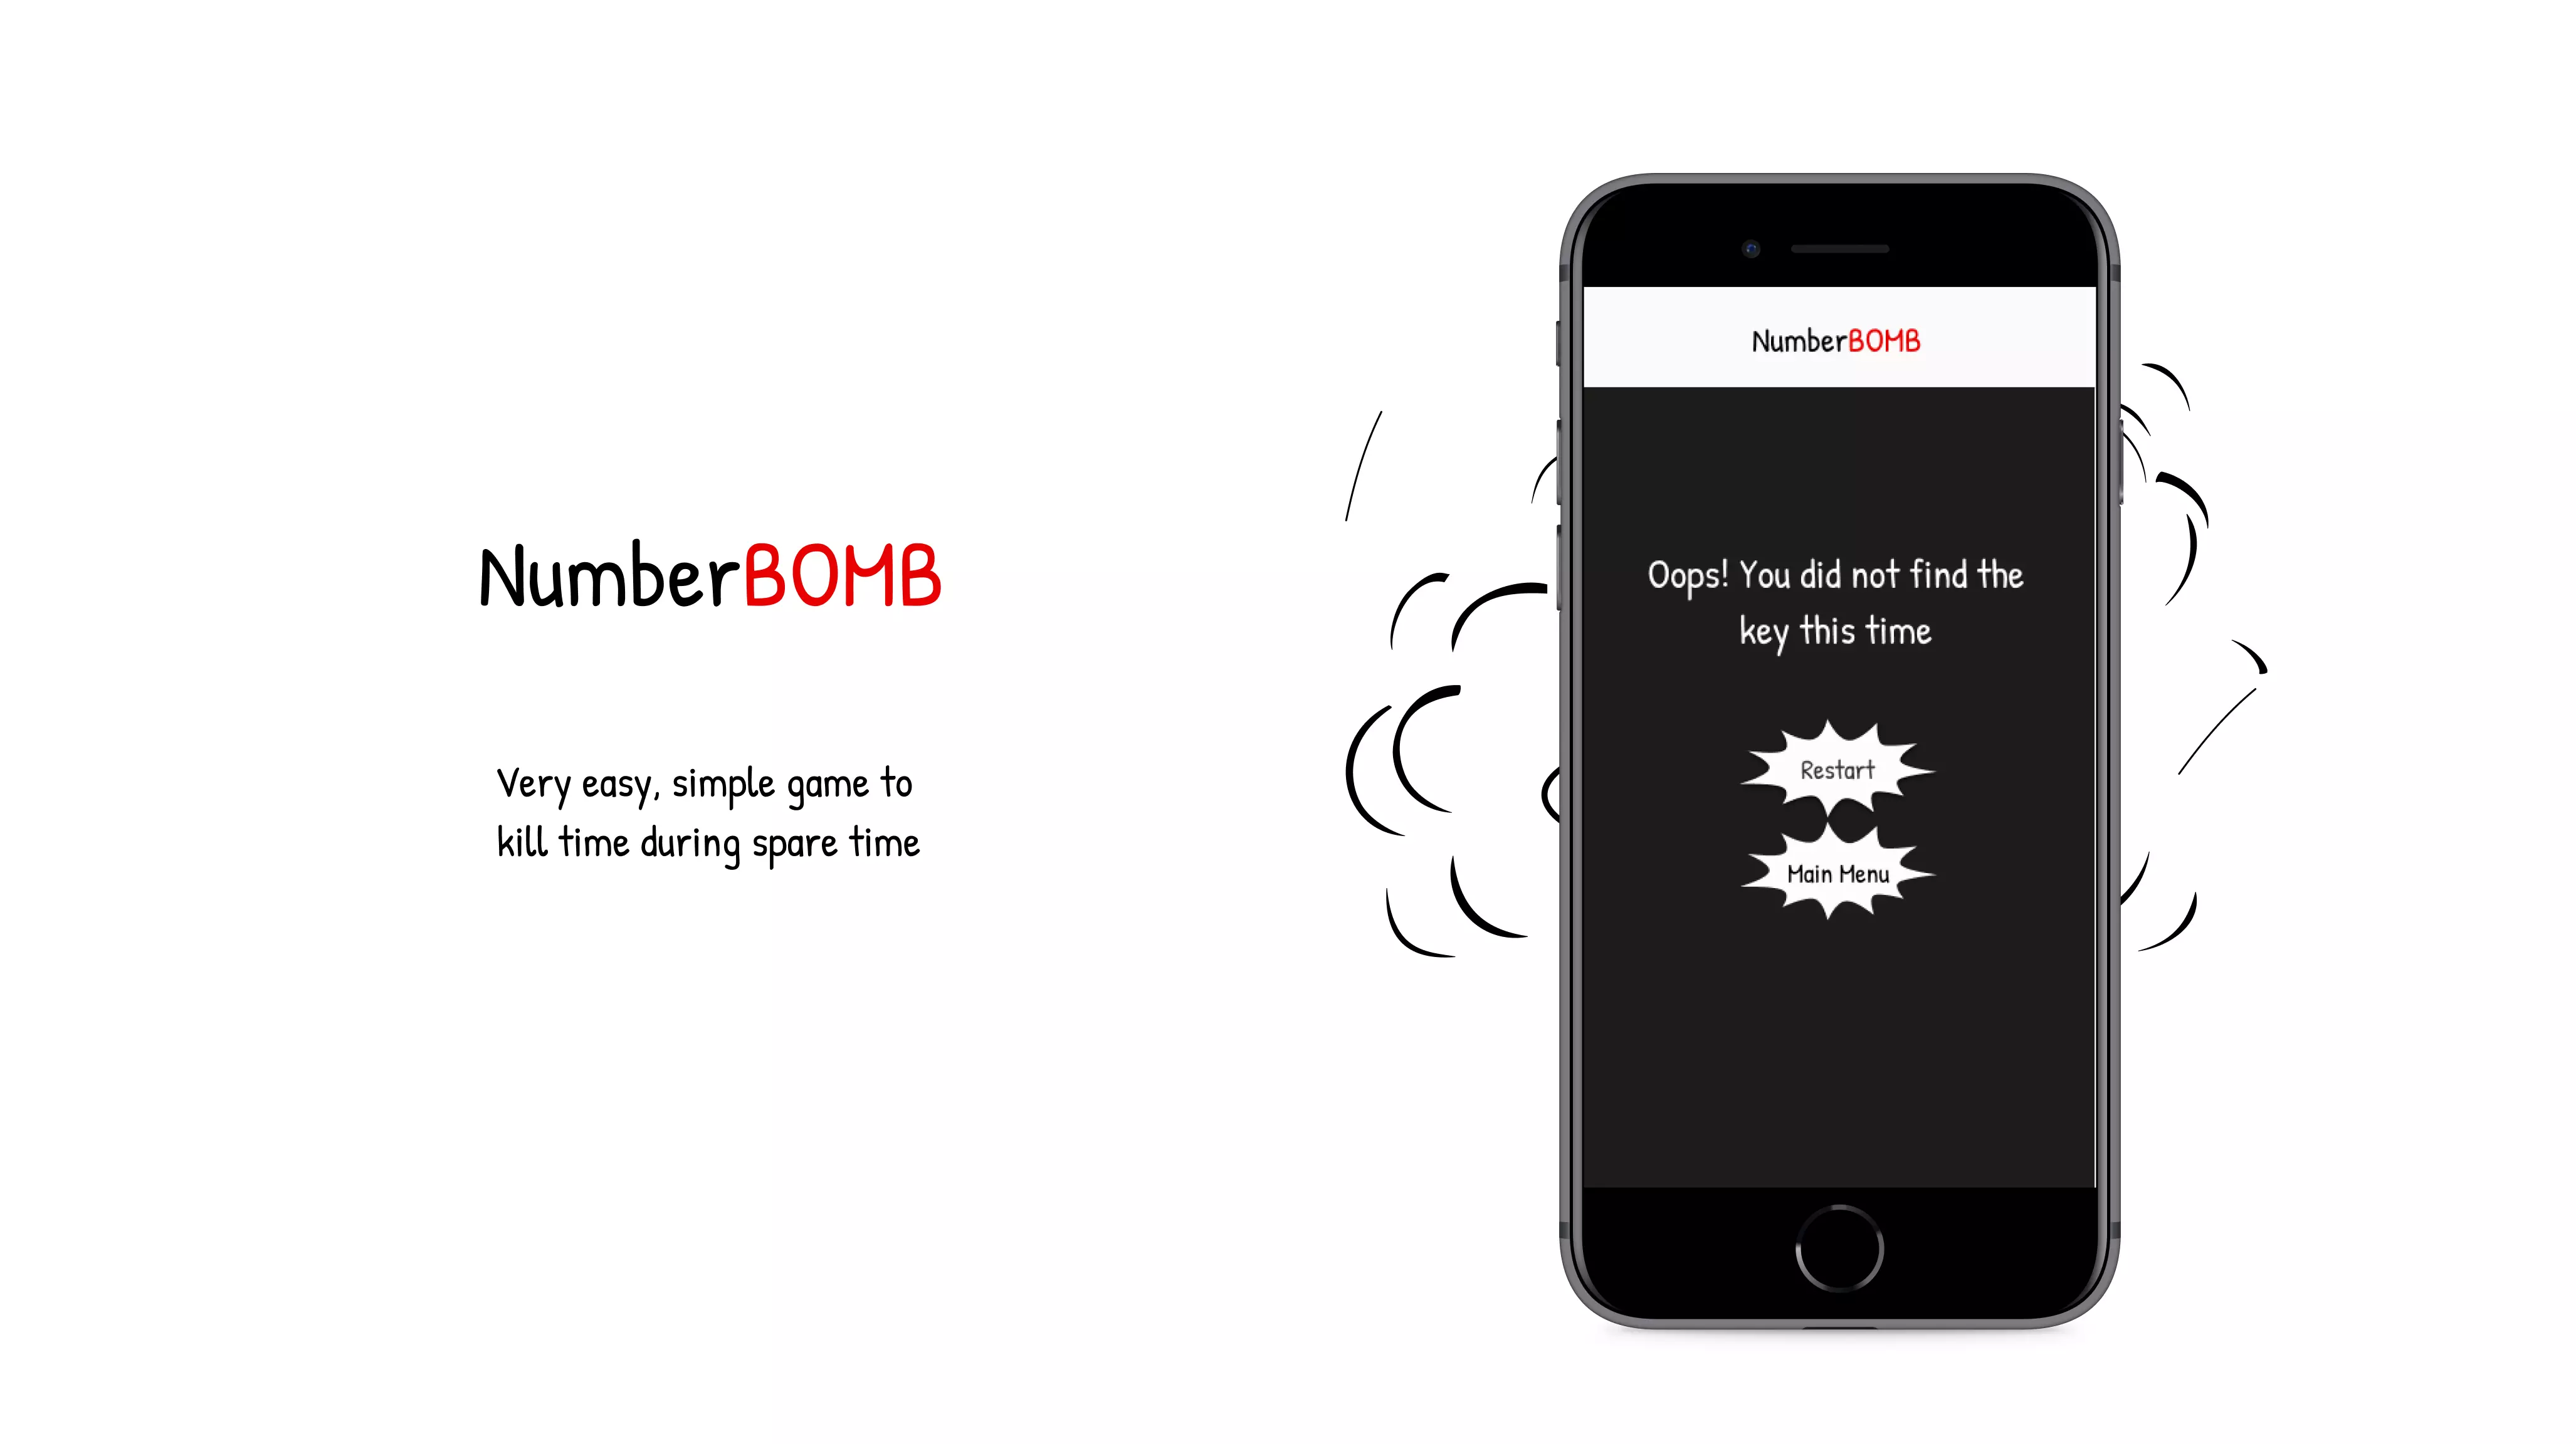 NumberBOMB
Very easy, simple game to
kill time during spare time
NumberBOMB
Oops! You did not find the
key this time
Restart
Main Menu